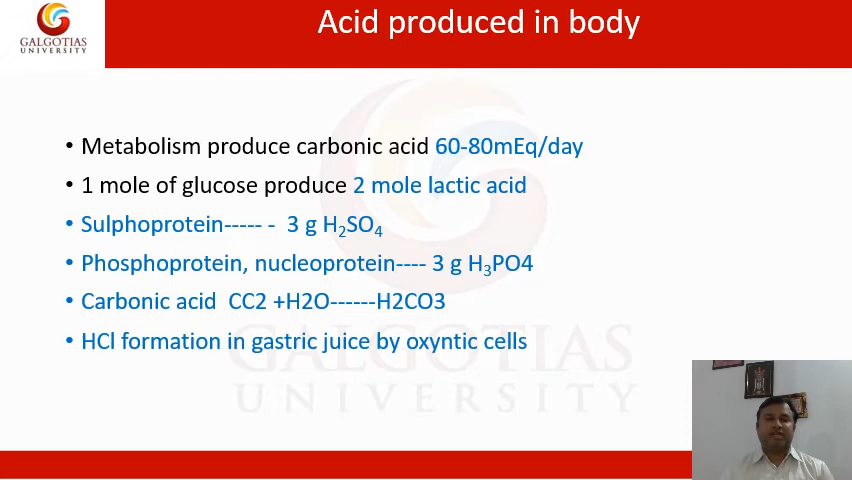 GALGOTIAS
UNIVERSITY
Acid produced in body
• Metabolism produce carbonic acid 60-80mEq/day
• 1 mole of glucose produce 2 mole lactic acid
• Sulphoprotein----- - 3 g H₂SO₄
• Phosphoprotein, nucleoprotein---- 3 g H₃PO4
• Carbonic acid CC2 +H2O------H2CO3
• HCl formation in gastric juice by oxyntic cells
GALGOTIAS
UNIVERSITY